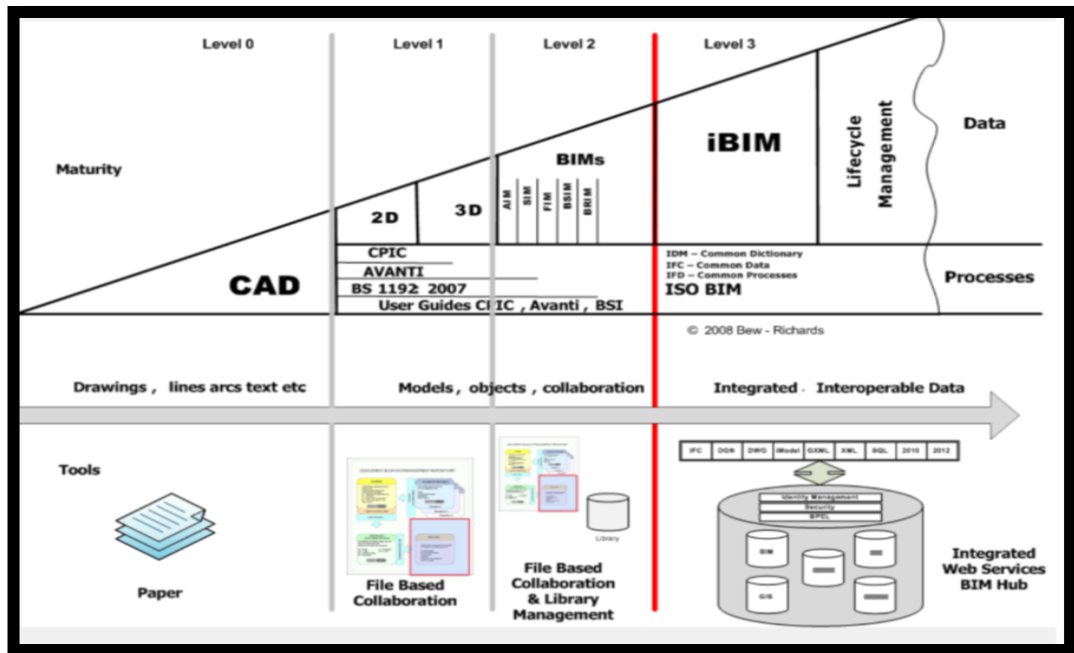 Level 0
Level 1
Level 2
Level 3
Maturity
CAD
2D
3D
BIMs
AIM
SIM
FIM
BSIM
BRIM
iBIM
Lifecycle
Management
Data
CPIC
AVANTI
BS 1192 2007
User Guides CPIC , Avanti , BSI
IDM – Common Dictionary
IFC – Common Data
IFD – Common Processes
ISO BIM
Processes
© 2008 Bew - Richards
Drawings , lines arcs text etc
Models , objects , collaboration
Integrated - Interoperable Data
Tools
Paper
File Based
Collaboration
Library
File Based
Collaboration
& Library
Management
IFC DGN DWG iModel GXML XML SQL 2010 2012
Identity Management
Security
BPEL
BIM
GIS
Integrated
Web Services
BIM Hub